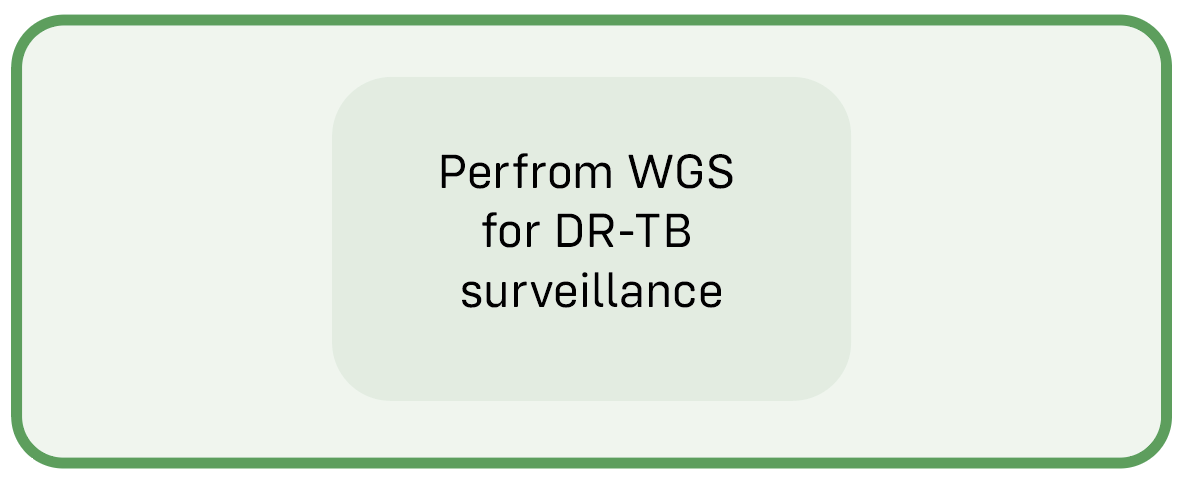 Perfrom WGS
for DR-TB
surveillance